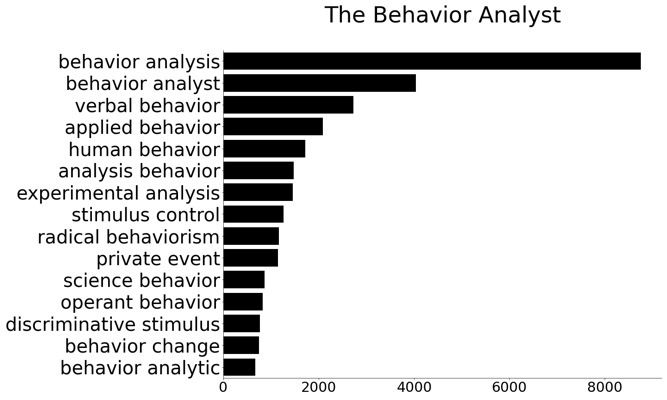 The Behavior Analyst
behavior analysis
behavior analyst
verbal behavior
applied behavior
human behavior
analysis behavior
experimental analysis
stimulus control
radical behaviorism
private event
science behavior
operant behavior
discriminative stimulus
behavior change
behavior analytic
0 2000 4000 6000 8000